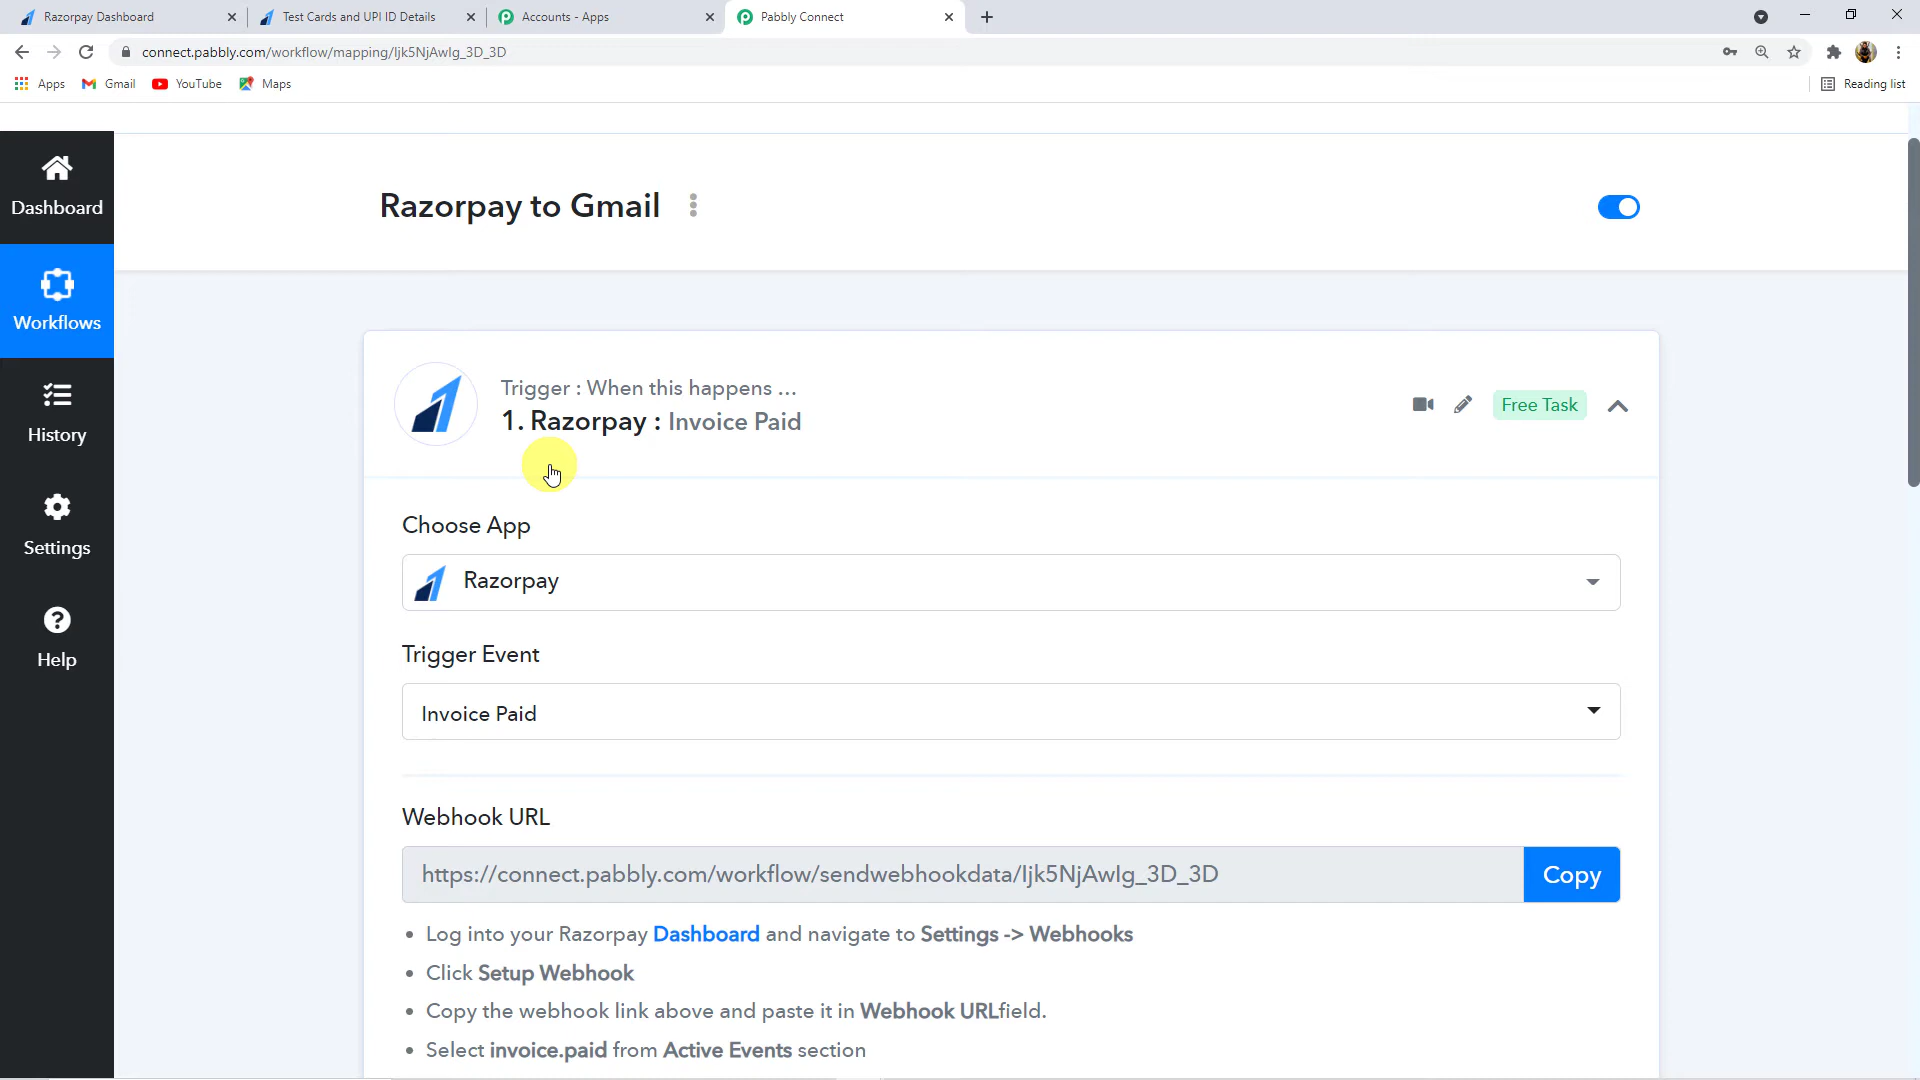 Razorpay Dashboard
Test Cards and UPI ID Details
Accounts - Apps
Pabbly Connect
connect.pabbly.com/workflow/mapping/Ijk5NjAwIg_3D_3D
Apps
Gmail
YouTube
Maps
Reading list
Dashboard
Workflows
History
Settings
Help
Razorpay to Gmail
Trigger : When this happens ...
1. Razorpay : Invoice Paid
Free Task
Choose App
Razorpay
Trigger Event
Invoice Paid
Webhook URL
https://connect.pabbly.com/workflow/sendwebhookdata/Ijk5NjAwIg_3D_3D
Copy
• Log into your Razorpay Dashboard and navigate to Settings -> Webhooks
• Click Setup Webhook
• Copy the webhook link above and paste it in Webhook URLfield.
• Select invoice.paid from Active Events section